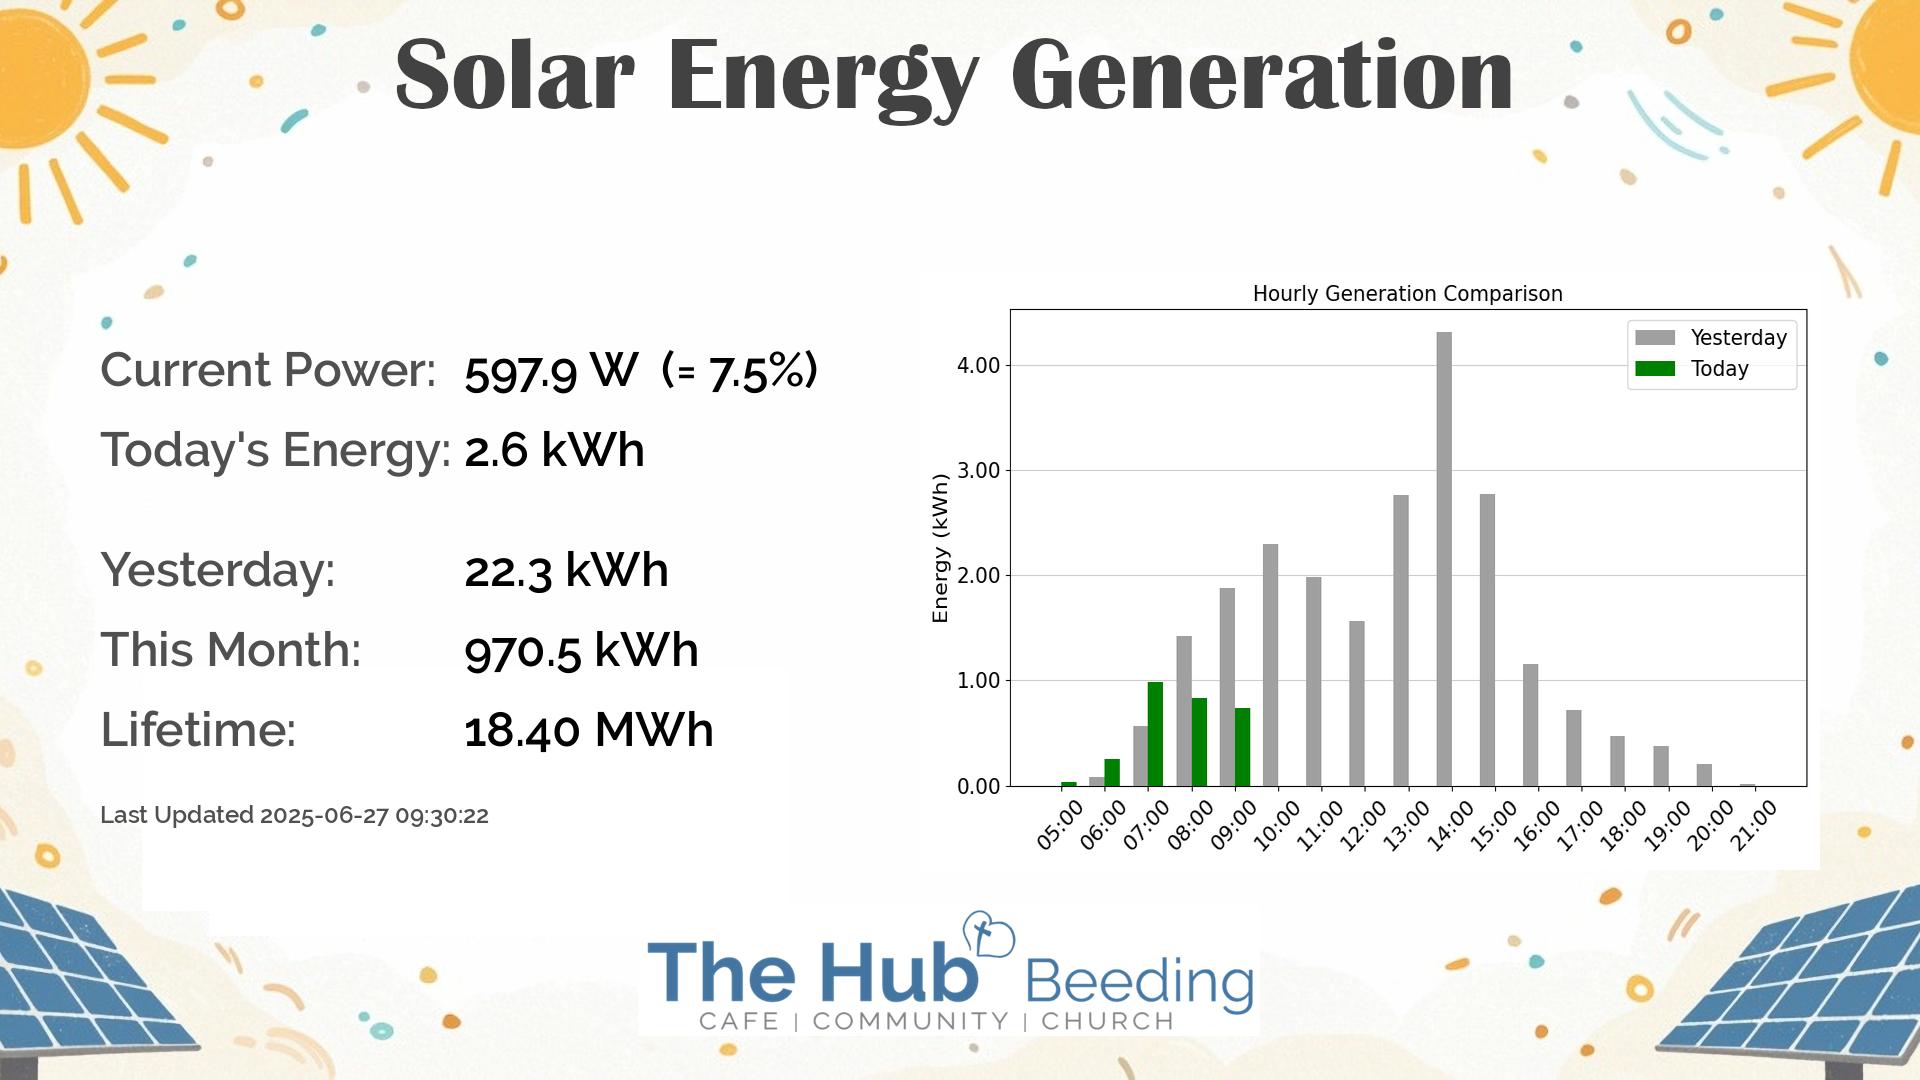 Solar Energy Generation
Current Power: 597.9 W (= 7.5%)
Today's Energy: 2.6 kWh
Yesterday: 22.3 kWh
This Month: 970.5 kWh
Lifetime: 18.40 MWh
Last Updated 2025-06-27 09:30:22
Hourly Generation Comparison
Yesterday
Today
Energy (kWh)
4.00
3.00
2.00
1.00
0.00
05:00 06:00 07:00 08:00 09:00 10:00 11:00 12:00 13:00 14:00 15:00 16:00 17:00 18:00 19:00 20:00 21:00
The Hub Beeding
CAFE | COMMUNITY | CHURCH